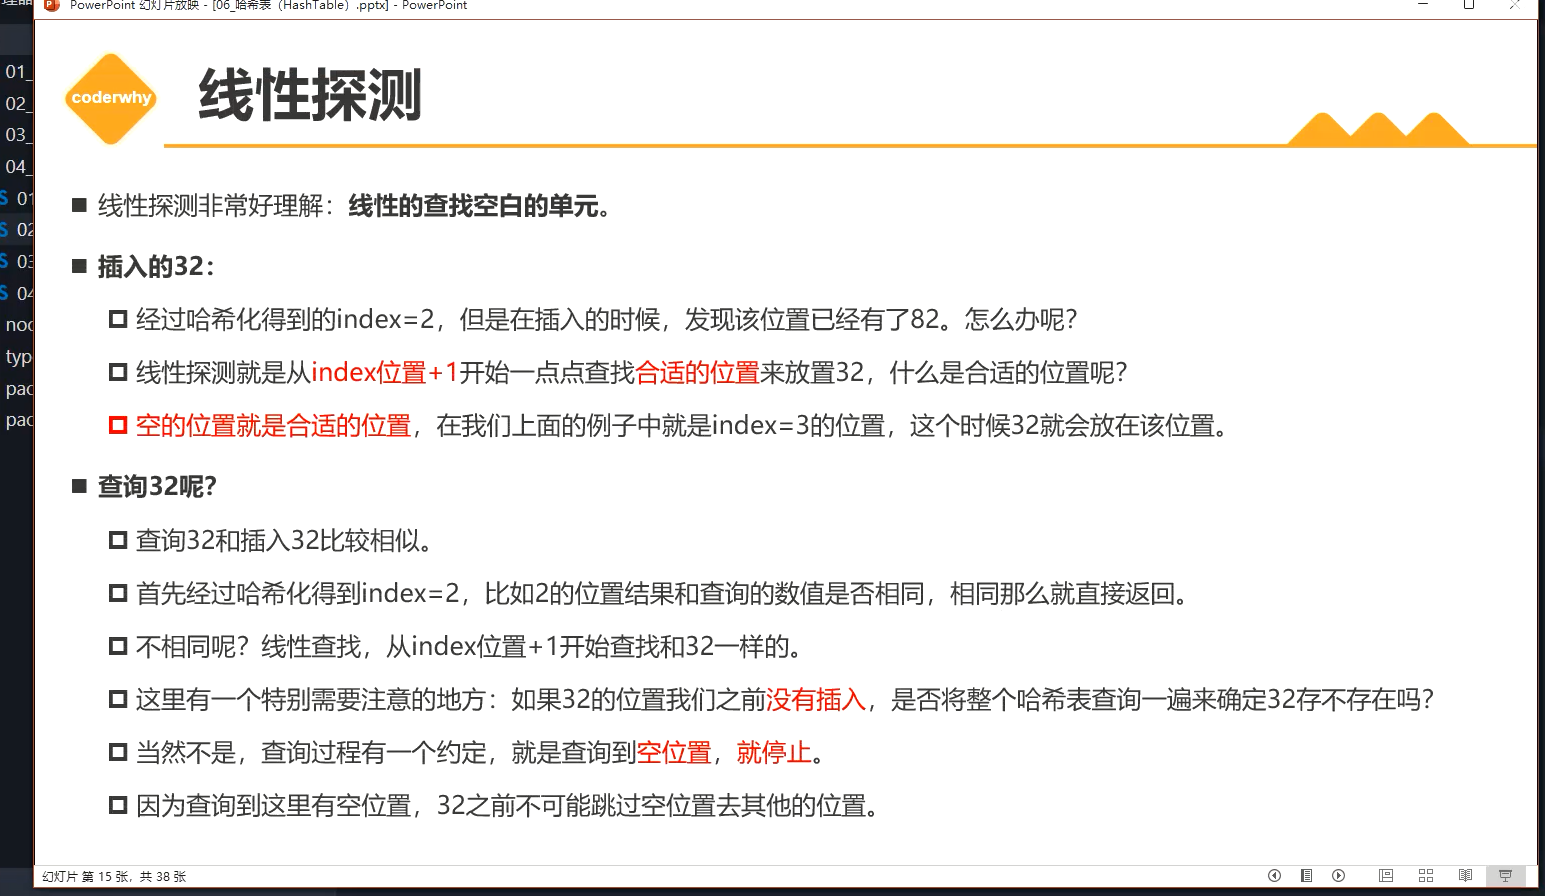 PowerPoint 幻灯片放映 - [06_哈希表（HashTable）.pptx] - PowerPoint
coderwhy
线性探测
线性探测非常好理解：线性的查找空白的单元。
插入的32：
经过哈希化得到的index=2，但是在插入的时候，发现该位置已经有了82。怎么办呢？
线性探测就是从index位置+1开始一点点查找合适的位置来放置32，什么是合适的位置呢？
空的位置就是合适的位置，在我们上面的例子中就是index=3的位置，这个时候32就会放在该位置。
查询32呢？
查询32和插入32比较相似。
首先经过哈希化得到index=2，比如2的位置结果和查询的数值是否相同，相同那么就直接返回。
不相同呢？线性查找，从index位置+1开始查找和32一样的。
这里有一个特别需要注意的地方：如果32的位置我们之前没有插入，是否将整个哈希表查询一遍来确定32存不存在吗？
当然不是，查询过程有一个约定，就是查询到空位置，就停止。
因为查询到这里有空位置，32之前不可能跳过空位置去其他的位置。
幻灯片 第 15 张，共 38 张
01_
02_
03_
04_
S 01
S 02
S 03
S 04